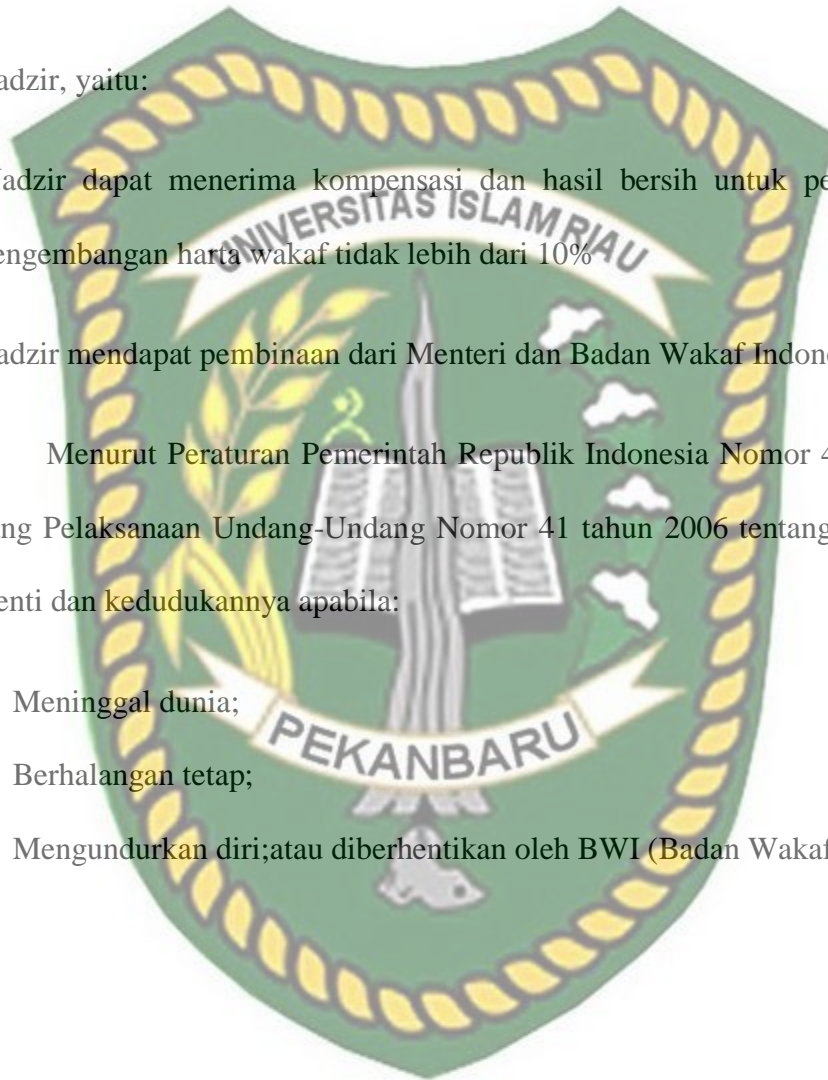 adzir, yaitu:
adzir dapat menerima kompensasi dan hasil bersih untuk pe
engembangan harta wakaf tidak lebih dari 10%
UNIVERSITAS ISLAM RIAU
adzir mendapat pembinaan dari Menteri dan Badan Wakaf Indone
Menurut Peraturan Pemerintah Republik Indonesia Nomor 4
ng Pelaksanaan Undang-Undang Nomor 41 tahun 2006 tentang
enti dan kedudukannya apabila:
Meninggal dunia;
PEKANBARU
Berhalangan tetap;
Mengundurkan diri;atau diberhentikan oleh BWI (Badan Wakaf